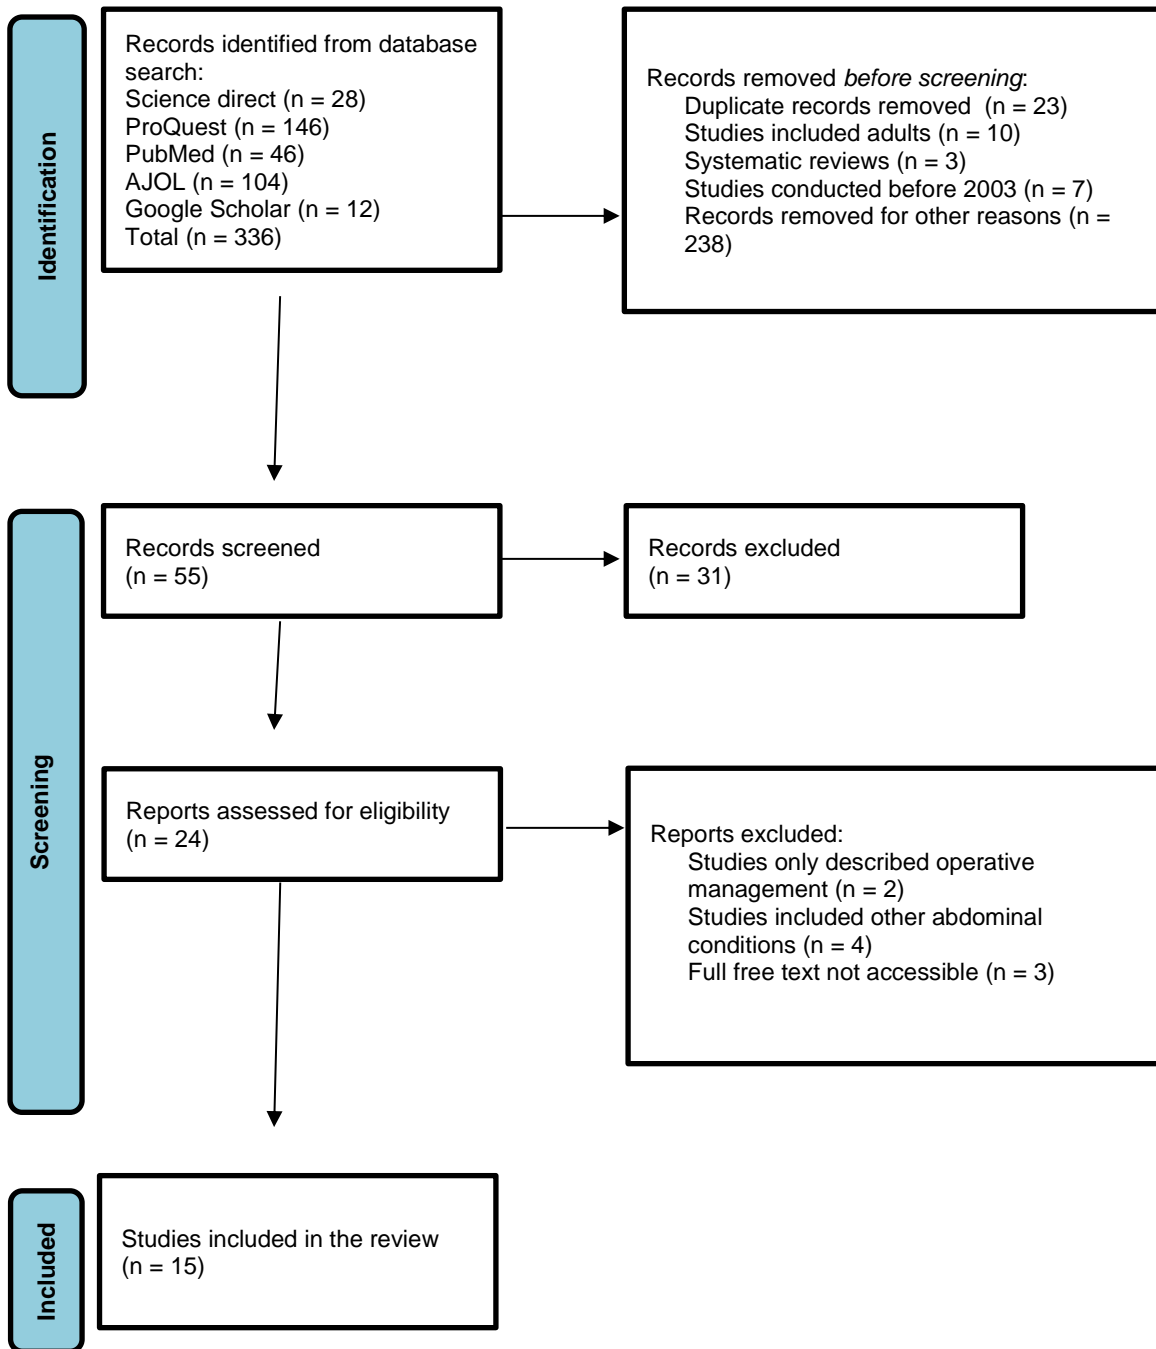 Identification
Records identified from database
search:
Science direct (n = 28)
ProQuest (n = 146)
PubMed (n = 46)
AJOL (n = 104)
Google Scholar (n = 12)
Total (n = 336)
Records removed before screening:
Duplicate records removed (n = 23)
Studies included adults (n = 10)
Systematic reviews (n = 3)
Studies conducted before 2003 (n = 7)
Records removed for other reasons (n =
238)
Screening
Records screened
(n = 55)
Records excluded
(n = 31)
Reports assessed for eligibility
(n = 24)
Reports excluded:
Studies only described operative
management (n = 2)
Studies included other abdominal
conditions (n = 4)
Full free text not accessible (n = 3)
Included
Studies included in the review
(n = 15)